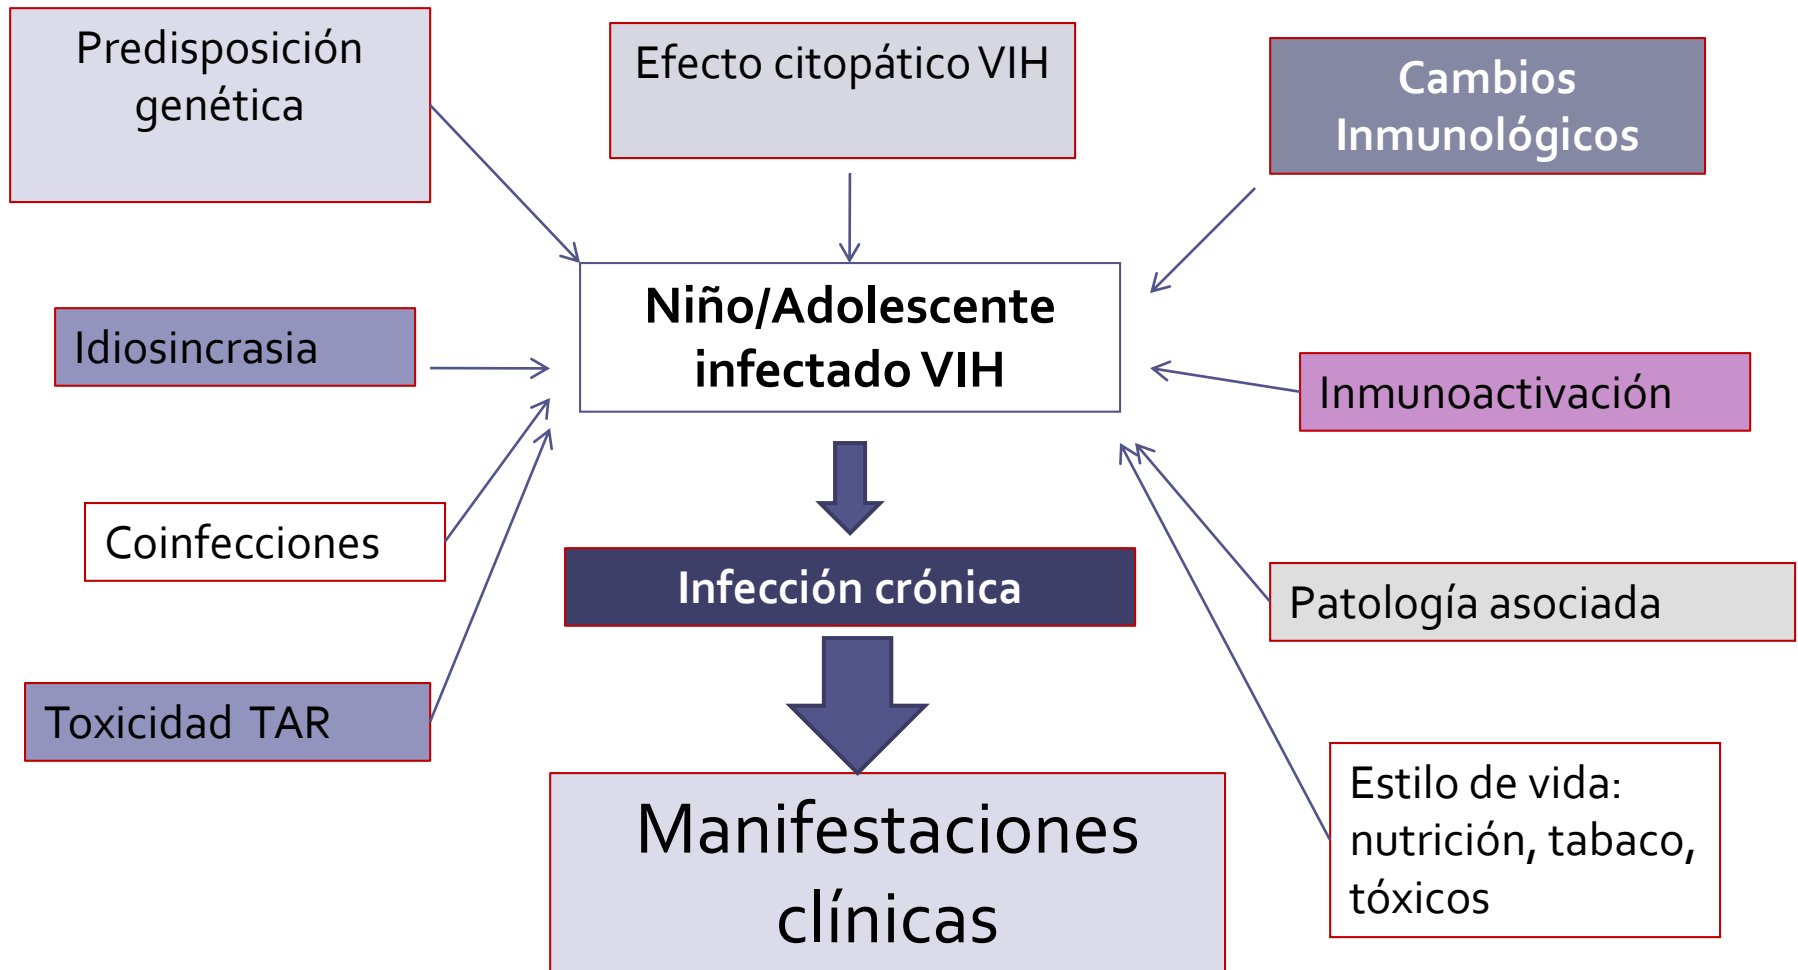 Predisposición
genética
Efecto citopático VIH
Cambios
Inmunológicos
Niño/Adolescente
infectado VIH
Idiosincrasia
Inmunoactivación
Coinfecciones
Infección crónica
Patología asociada
Toxicidad TAR
Estilo de vida:
nutrición, tabaco,
tóxicos
Manifestaciones
clínicas